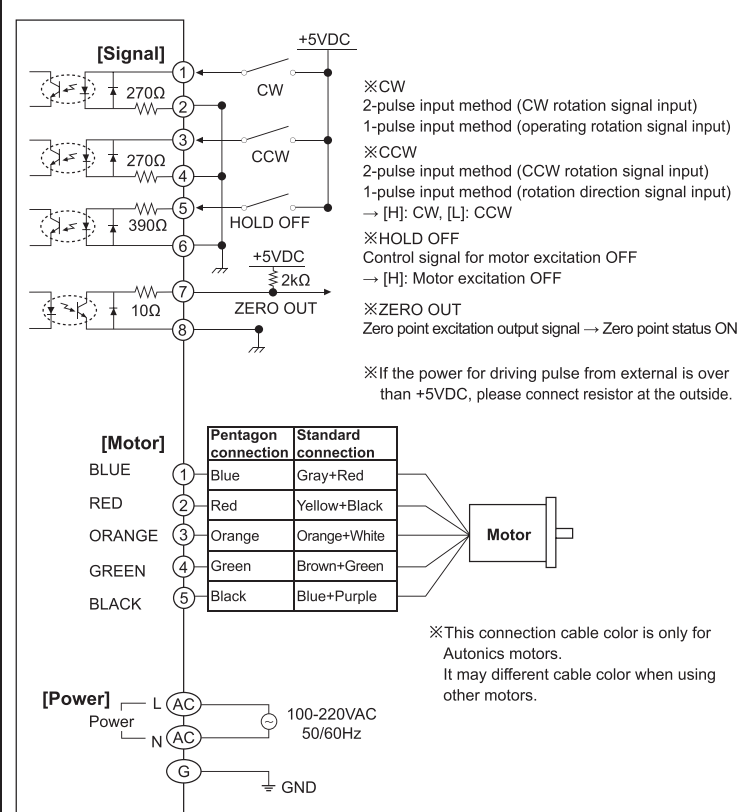 +5VDC
[Signal]
1
CW
270Ω
2
3
CCW
270Ω
4
5
HOLD OFF
390Ω
6
+5VDC
2kΩ
7
ZERO OUT
10Ω
8
※CW
2-pulse input method (CW rotation signal input)
1-pulse input method (operating rotation signal input)
※CCW
2-pulse input method (CCW rotation signal input)
1-pulse input method (rotation direction signal input)
→ [H]: CW, [L]: CCW
※HOLD OFF
Control signal for motor excitation OFF
→ [H]: Motor excitation OFF
※ZERO OUT
Zero point excitation output signal → Zero point status ON
※If the power for driving pulse from external is over
than +5VDC, please connect resistor at the outside.
[Motor]
Pentagon connection Standard connection
BLUE 1 Blue Gray+Red
RED 2 Red Yellow+Black
ORANGE 3 Orange Orange+White
GREEN 4 Green Brown+Green
BLACK 5 Black Blue+Purple
Motor
※This connection cable color is only for
Autonics motors.
It may different cable color when using
other motors.
[Power]
Power
L AC
N AC
100-220VAC
50/60Hz
G
GND